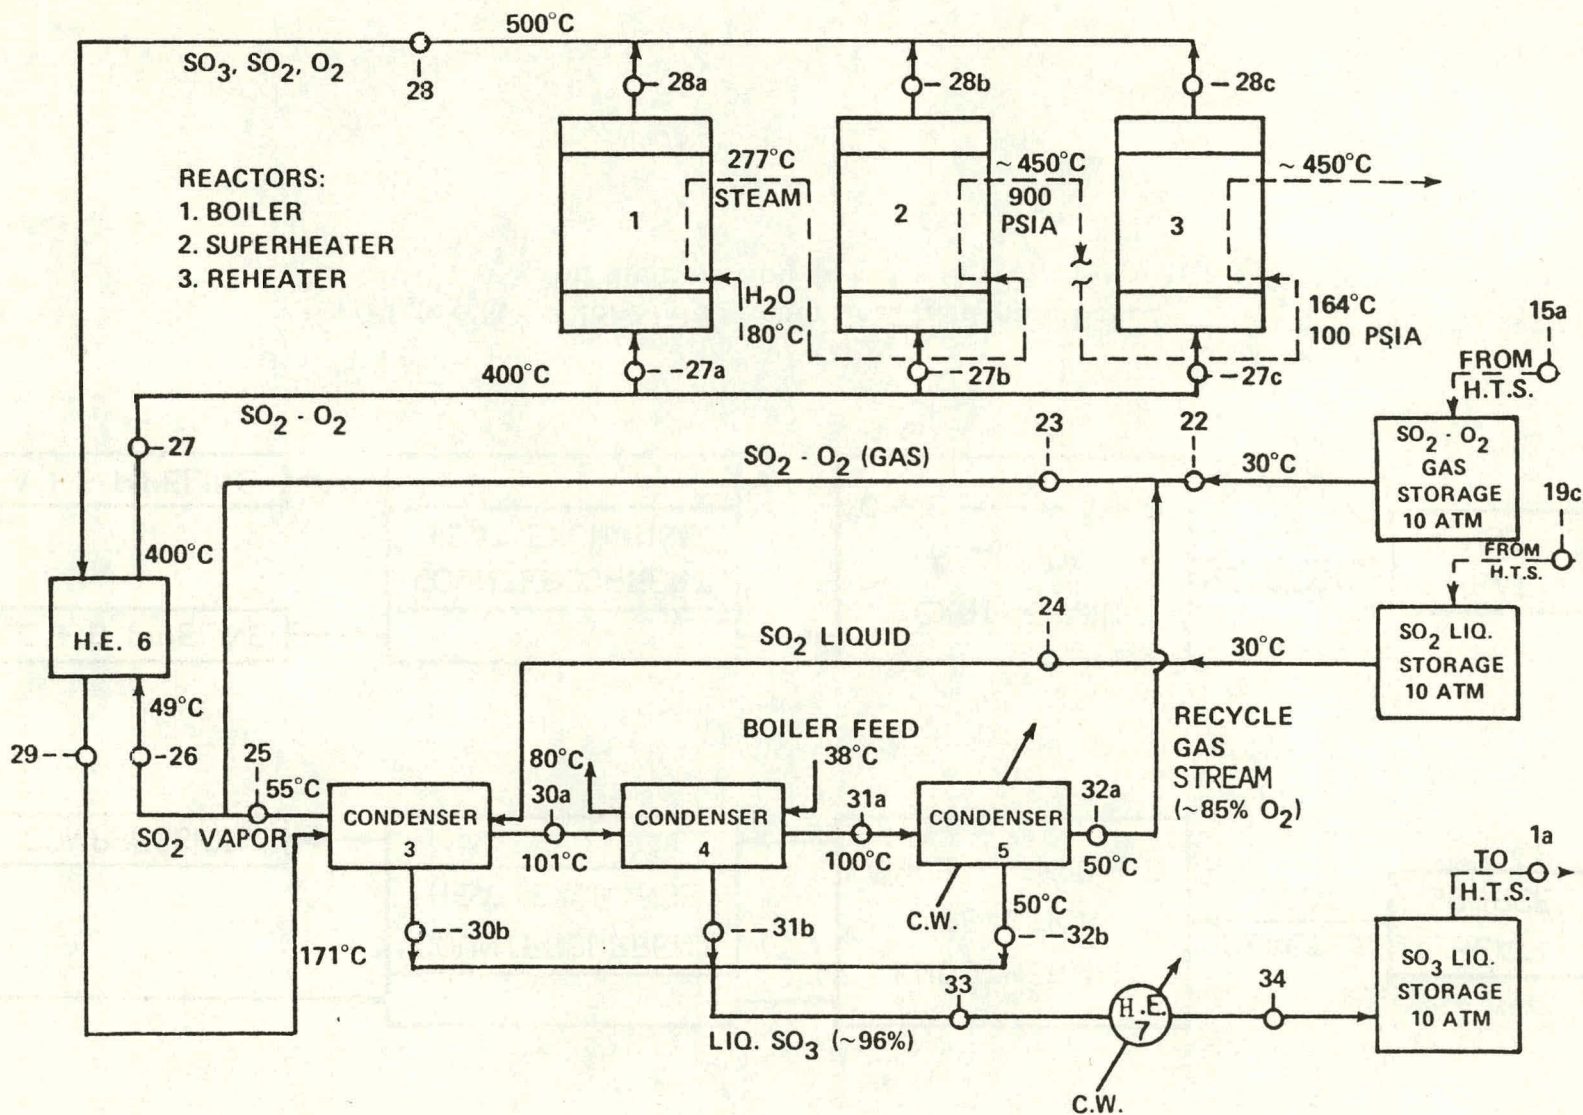 500°C
SO3, SO2, O2
28
28a
28b
28c
REACTORS:
1. BOILER
2. SUPERHEATER
3. REHEATER
1
277°C
STEAM
H2O
180°C
2
~450°C
900
PSIA
3
~450°C
164°C
100 PSIA
400°C
27a
27b
27c
SO2 - O2
27
15a
FROM
H.T.S.
SO2 - O2
GAS
STORAGE
10 ATM
23
22
SO2 - O2 (GAS)
30°C
19c
FROM
H.T.S.
400°C
H.E. 6
49°C
24
SO2 LIQUID
30°C
SO2 LIQ.
STORAGE
10 ATM
29
26
25
55°C
SO2 VAPOR
CONDENSER
3
30a
101°C
BOILER FEED
80°C
38°C
CONDENSER
4
31a
100°C
CONDENSER
5
32a
50°C
RECYCLE
GAS
STREAM
(~85% O2)
C.W.
50°C
30b
31b
32b
171°C
33
34
LIQ. SO3 (~96%)
H.E.
7
C.W.
TO
H.T.S.
1a
SO3 LIQ.
STORAGE
10 ATM